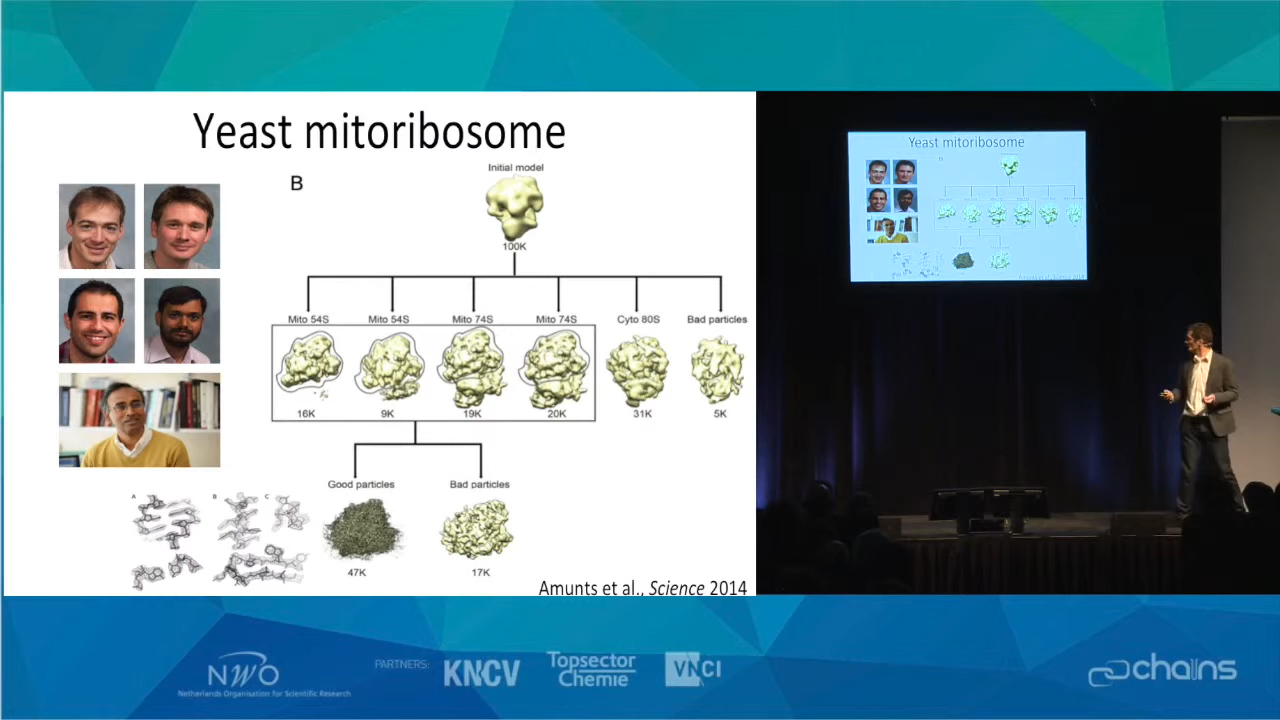 Yeast mitoribosome
B
Initial model
100K
Mito 54S Mito 54S Mito 74S Mito 74S Cyto 80S Bad particles
16K 9K 19K 20K 31K 5K
Good particles Bad particles
A B C
47K 17K
Amunts et al., Science 2014
Yeast mitoribosome
NWO
Netherlands Organisation for Scientific Research
PARTNERS:
KNCV
Topsector
Chemie
VNCI
chains